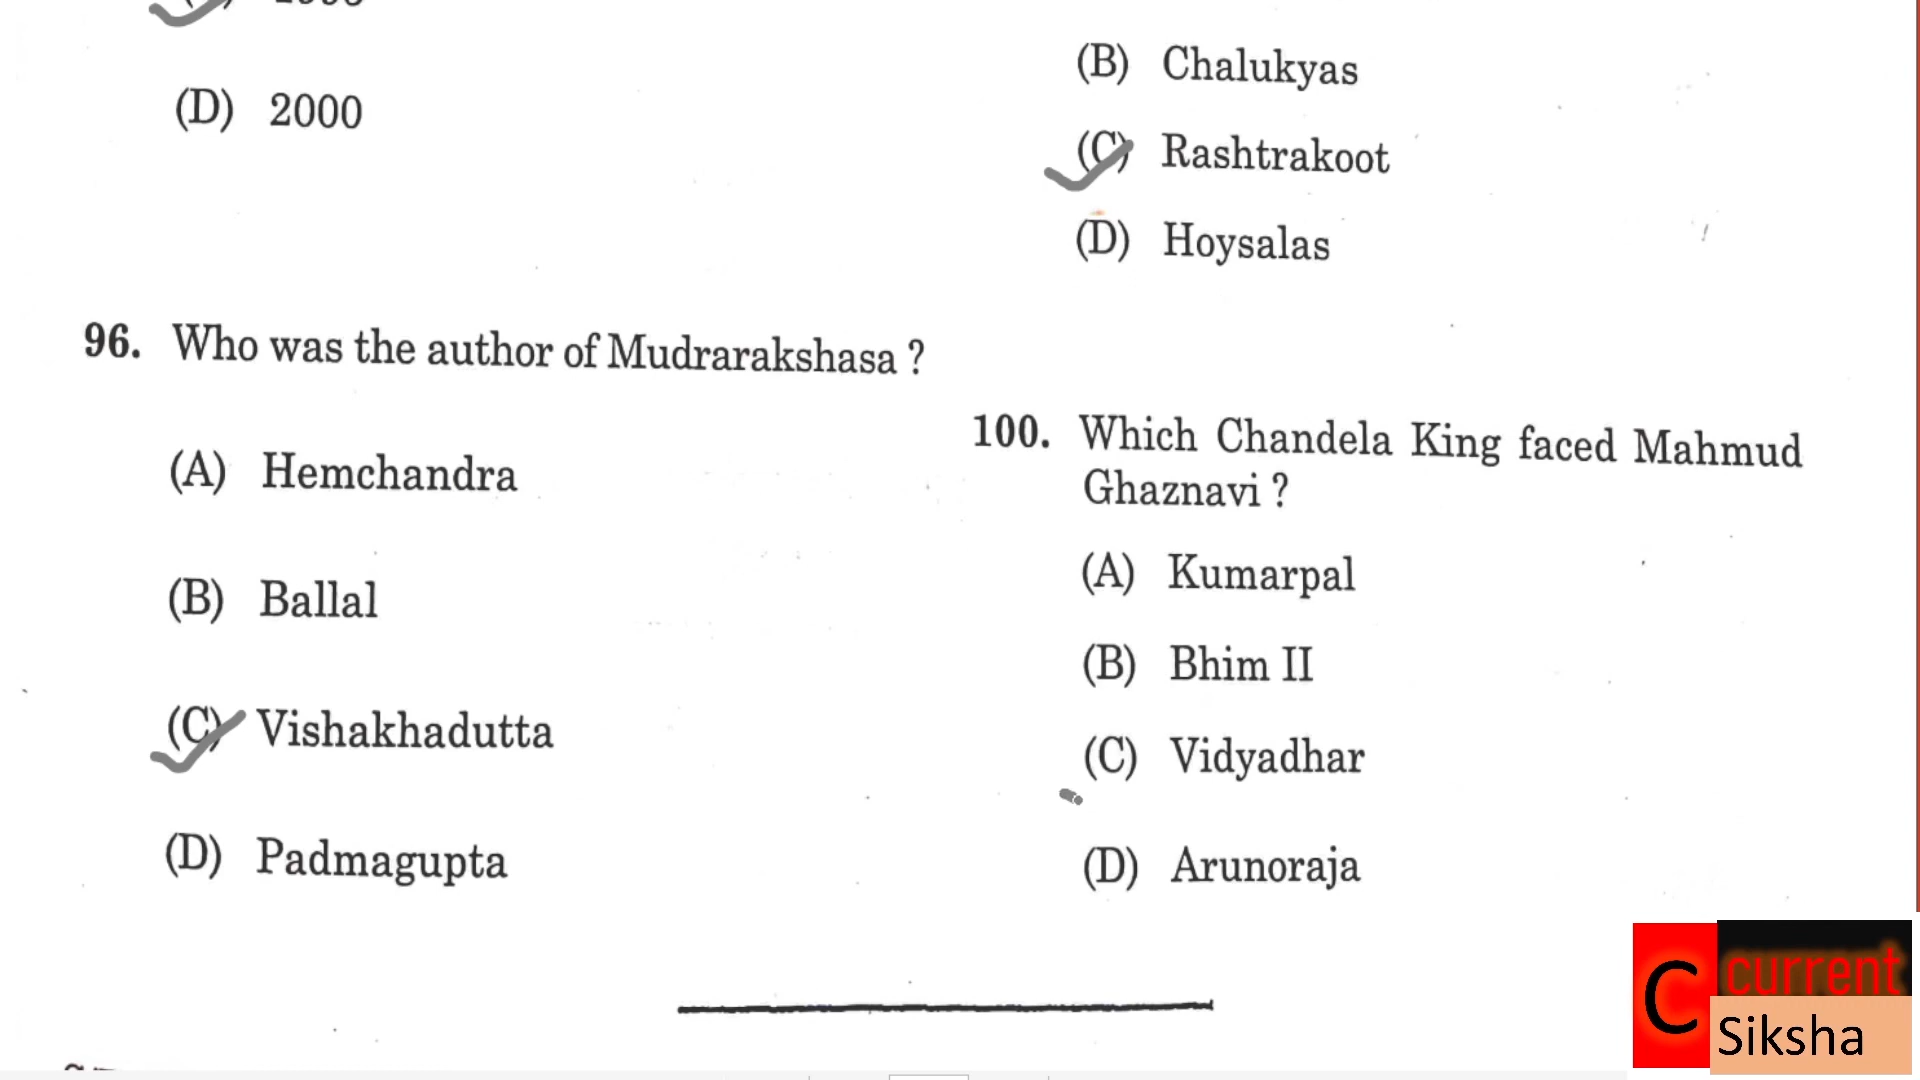 (D) 2000
96. Who was the author of Mudrarakshasa ?
(A) Hemchandra
(B) Ballal
(C) Vishakhadutta
(D) Padmagupta
(B) Chalukyas
(C) Rashtrakoot
(D) Hoysalas
100. Which Chandela King faced Mahmud
Ghaznavi ?
(A) Kumarpal
(B) Bhim II
(C) Vidyadhar
(D) Arunoraja
C current
Siksha